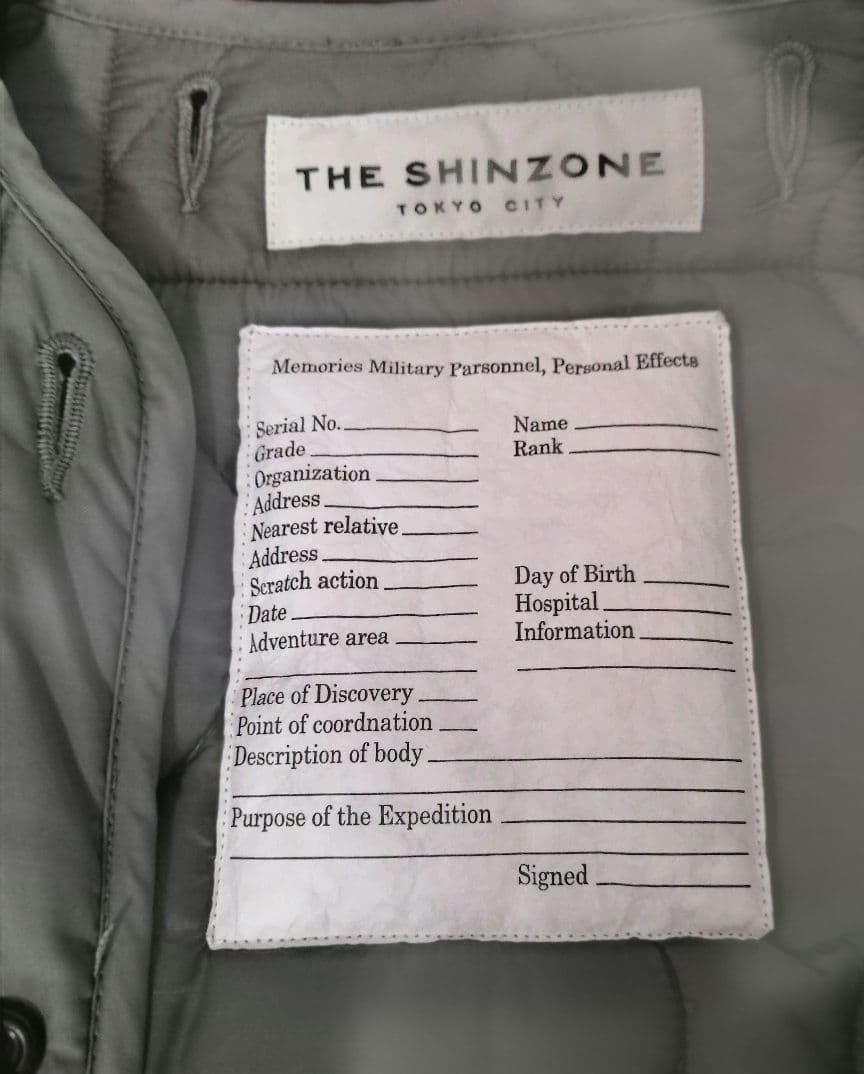 THE SHINZONE
TOKYO CITY
Memories Military Parsonnel, Personal Effects
Serial No. Name
Grade Rank
Organization
Address
Nearest relative
Address
Scratch action Day of Birth
Date Hospital
Adventure area Information
Place of Discovery
Point of coordnation
Description of body
Purpose of the Expedition
Signed